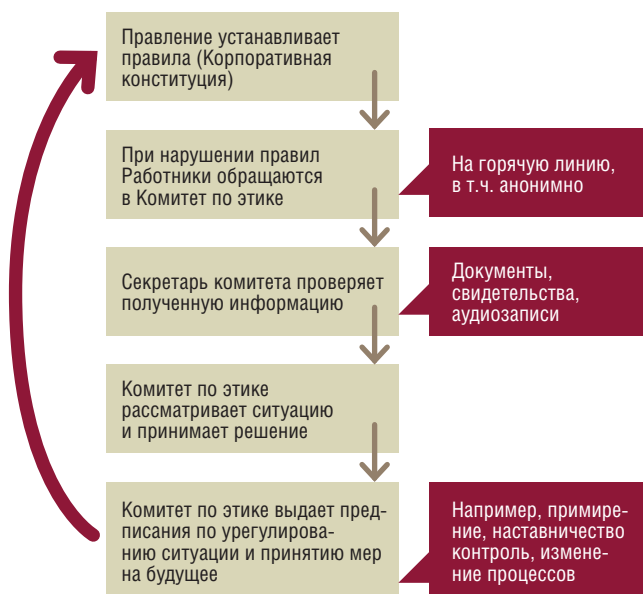 Правление устанавливает
правила (Корпоративная
конституция)
При нарушении правил
Работники обращаются
в Комитет по этике
На горячую линию,
в т.ч. анонимно
Секретарь комитета проверяет
полученную информацию
Документы,
свидетельства,
аудиозаписи
Комитет по этике
рассматривает ситуацию
и принимает решение
Комитет по этике выдает пред-
писания по урегулирова-
нию ситуации и принятию мер
на будущее
Например, примире-
ние, наставничество
контроль, измене-
ние процессов